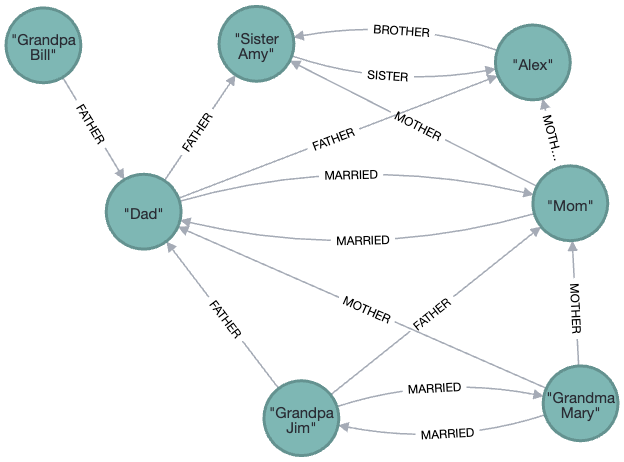 "Grandpa
Bill"
"Sister
Amy"
BROTHER
"Alex"
SISTER
FATHER
FATHER
FATHER
MOTHER
MOTH...
MARRIED
"Dad"
"Mom"
MARRIED
FATHER
MOTHER
FATHER
MOTHER
MARRIED
"Grandpa
Jim"
"Grandma
Mary"
MARRIED